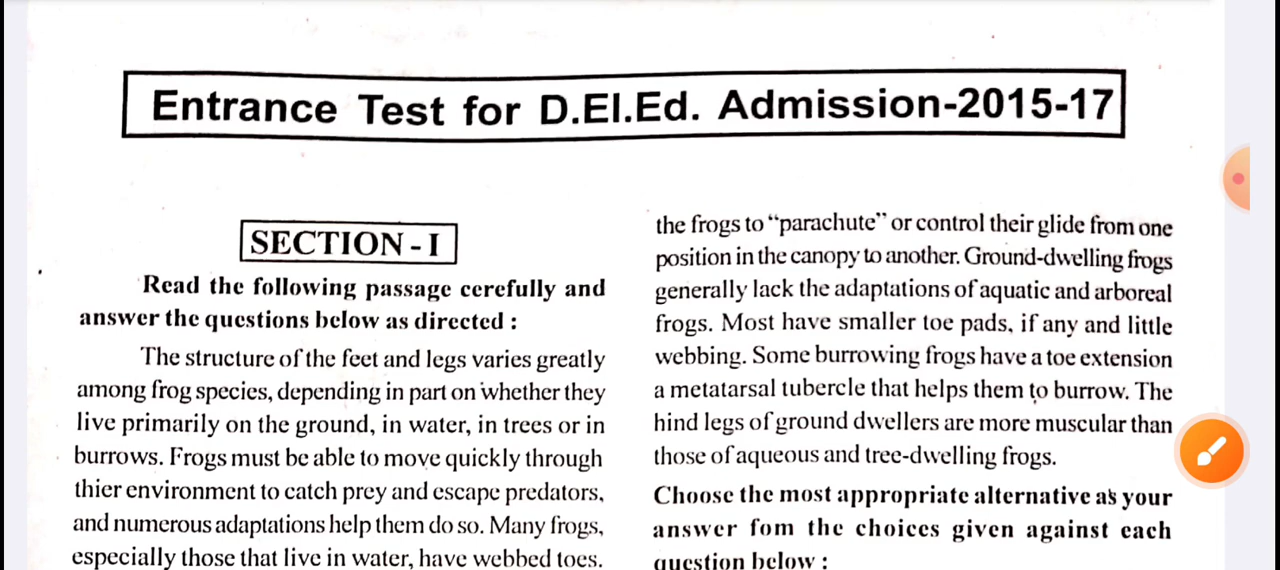 Entrance Test for D.El.Ed. Admission-2015-17
SECTION - I
Read the following passage cerefully and
answer the questions below as directed :
The structure of the feet and legs varies greatly
among frog species, depending in part on whether they
live primarily on the ground, in water, in trees or in
burrows. Frogs must be able to move quickly through
thier environment to catch prey and escape predators,
and numerous adaptations help them do so. Many frogs,
especially those that live in water, have webbed toes.
the frogs to “parachute” or control their glide from one
position in the canopy to another. Ground-dwelling frogs
generally lack the adaptations of aquatic and arboreal
frogs. Most have smaller toe pads, if any and little
webbing. Some burrowing frogs have a toe extension
a metatarsal tubercle that helps them to burrow. The
hind legs of ground dwellers are more muscular than
those of aqueous and tree-dwelling frogs.
Choose the most appropriate alternative as your
answer fom the choices given against each
question below :